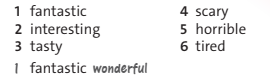 1 fantastic 4 scary
2 interesting 5 horrible
3 tasty 6 tired
1 fantastic wonderful